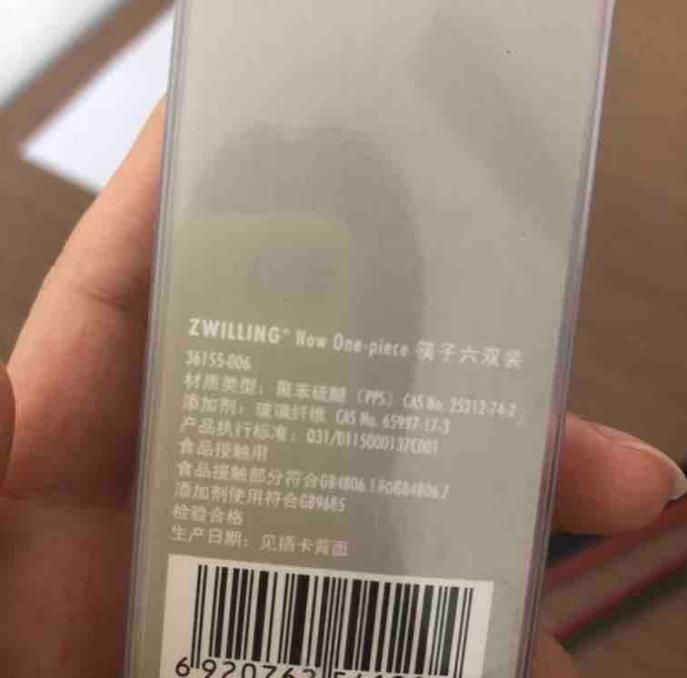 ZWILLING® Now One-piece 筷子六双装
36155-006
材质类型：聚苯硫醚（PPS）CAS No. 25212-74-2
添加剂：玻璃纤维 CAS No. 65997-17-3
产品执行标准：031/0115000137C001
食品接触用
食品接触部分符合GB4806.1和GB4806.7
添加剂使用符合GB9685
检验合格
生产日期：见插卡背面
6 920762